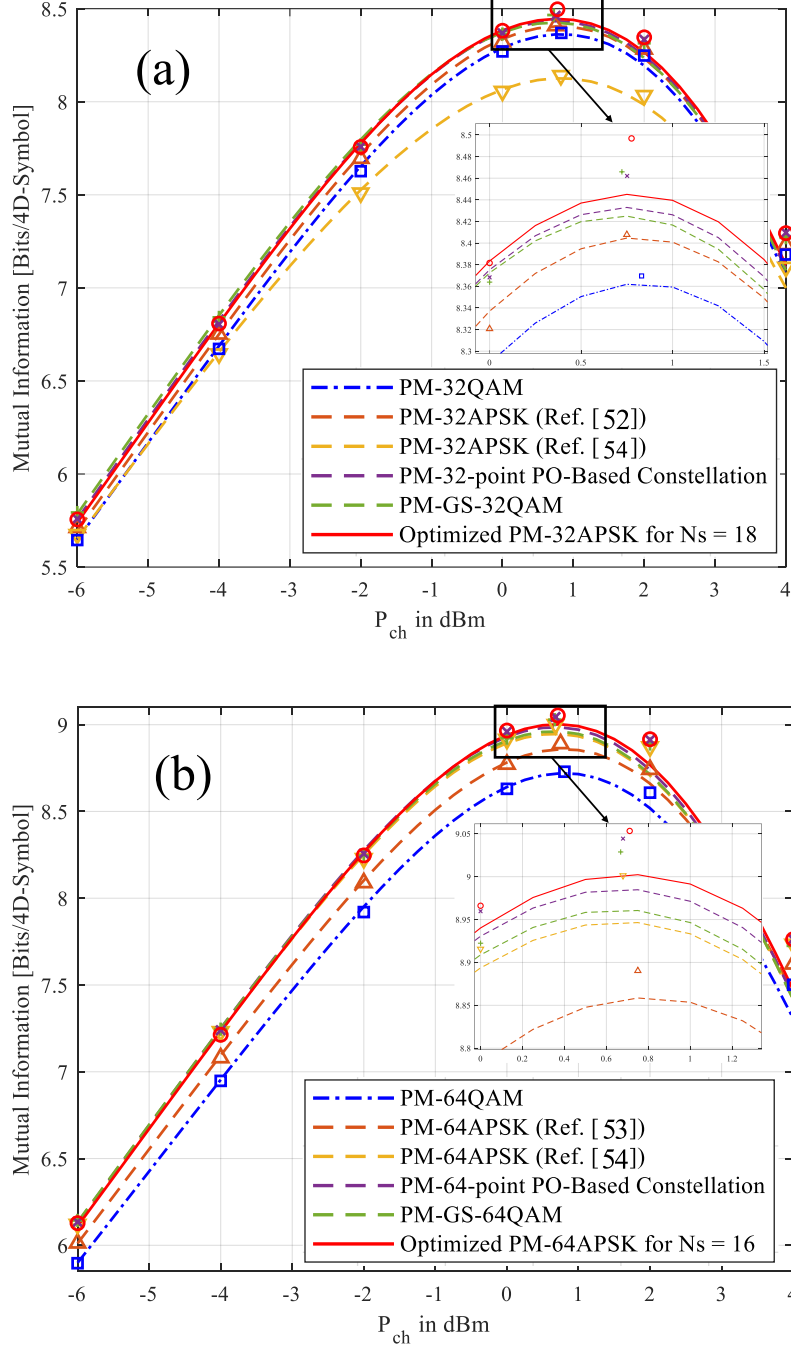 (a)
8.5
8
7.5
7
6.5
6
5.5
Mutual Information [Bits/4D-Symbol]
-6 -5 -4 -3 -2 -1 0 1 2 3 4
P_ch in dBm
8.5
8.48
8.46
8.44
8.42
8.4
8.38
8.36
8.34
8.32
8.3
0 0.5 1 1.5
PM-32QAM
PM-32APSK (Ref. [52])
PM-32APSK (Ref. [54])
PM-32-point PO-Based Constellation
PM-GS-32QAM
Optimized PM-32APSK for Ns = 18
(b)
9
8.5
8
7.5
7
6.5
6
Mutual Information [Bits/4D-Symbol]
-6 -5 -4 -3 -2 -1 0 1 2 3 4
P_ch in dBm
9.05
9
8.95
8.9
8.85
8.8
0 0.2 0.4 0.6 0.8 1 1.2
PM-64QAM
PM-64APSK (Ref. [53])
PM-64APSK (Ref. [54])
PM-64-point PO-Based Constellation
PM-GS-64QAM
Optimized PM-64APSK for Ns = 16